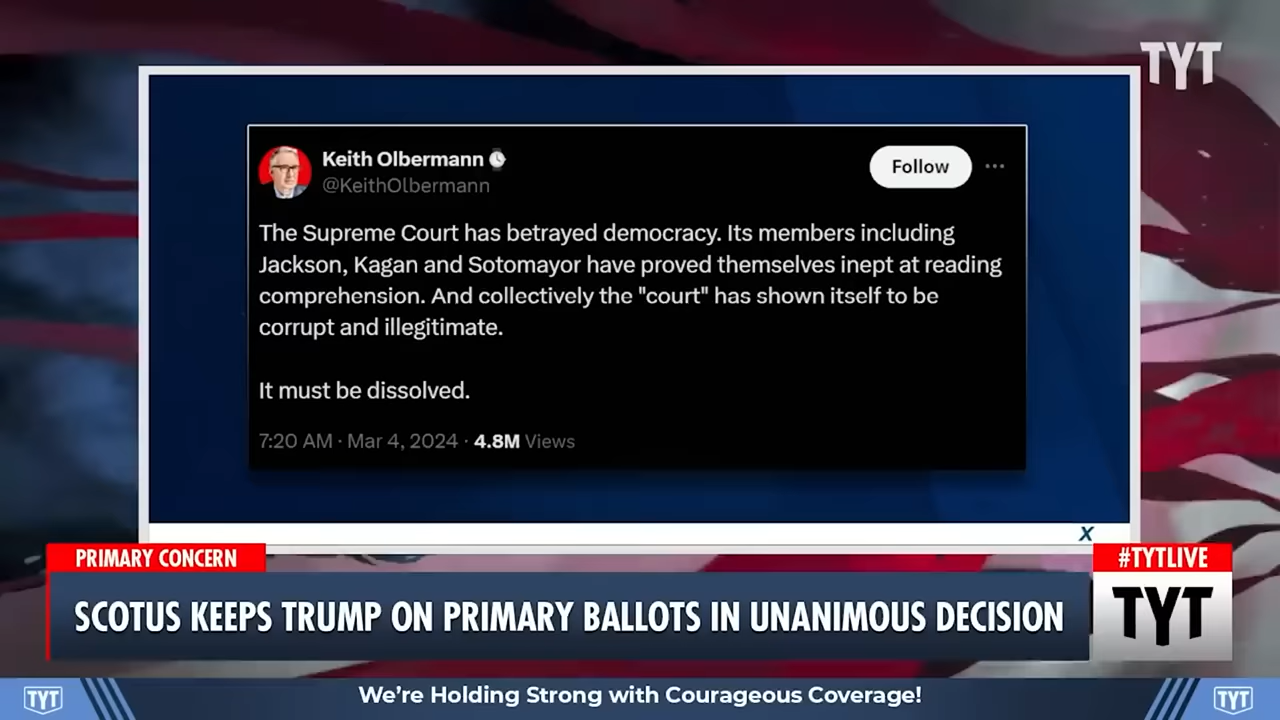 TYT
Keith Olbermann
@KeithOlbermann
Follow
The Supreme Court has betrayed democracy. Its members including
Jackson, Kagan and Sotomayor have proved themselves inept at reading
comprehension. And collectively the "court" has shown itself to be
corrupt and illegitimate.
It must be dissolved.
7:20 AM · Mar 4, 2024 · 4.8M Views
X
PRIMARY CONCERN
#TYTLIVE
SCOTUS KEEPS TRUMP ON PRIMARY BALLOTS IN UNANIMOUS DECISION
TYT
TYT
We're Holding Strong with Courageous Coverage!
TYT